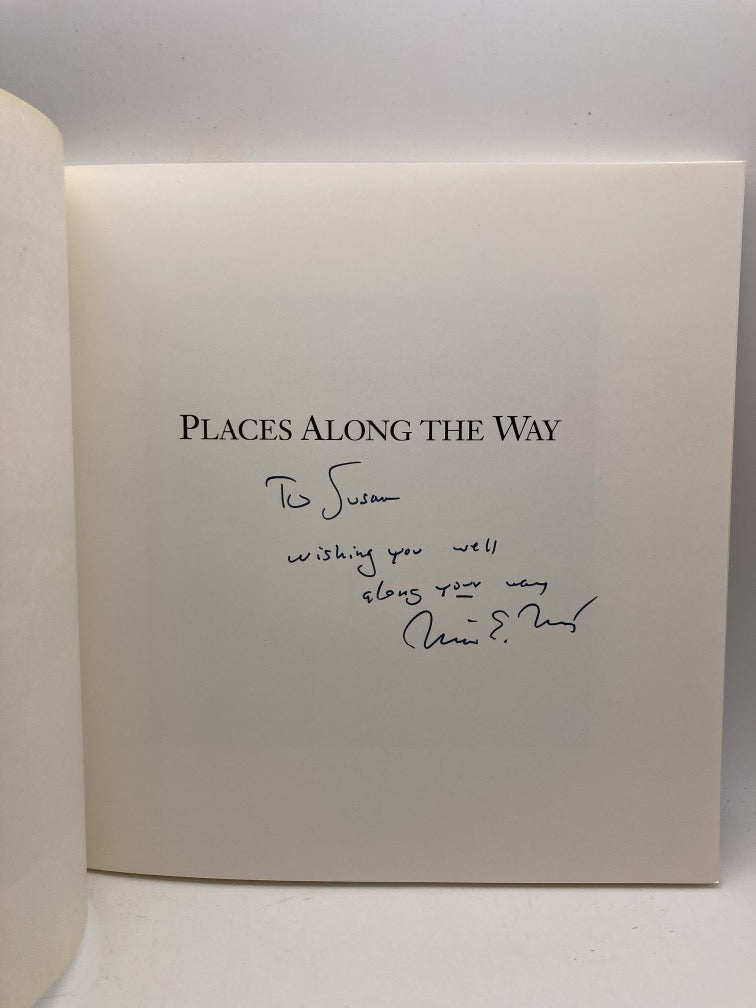 PLACES ALONG THE WAY
To Susan
wishing you well
along your way
E.